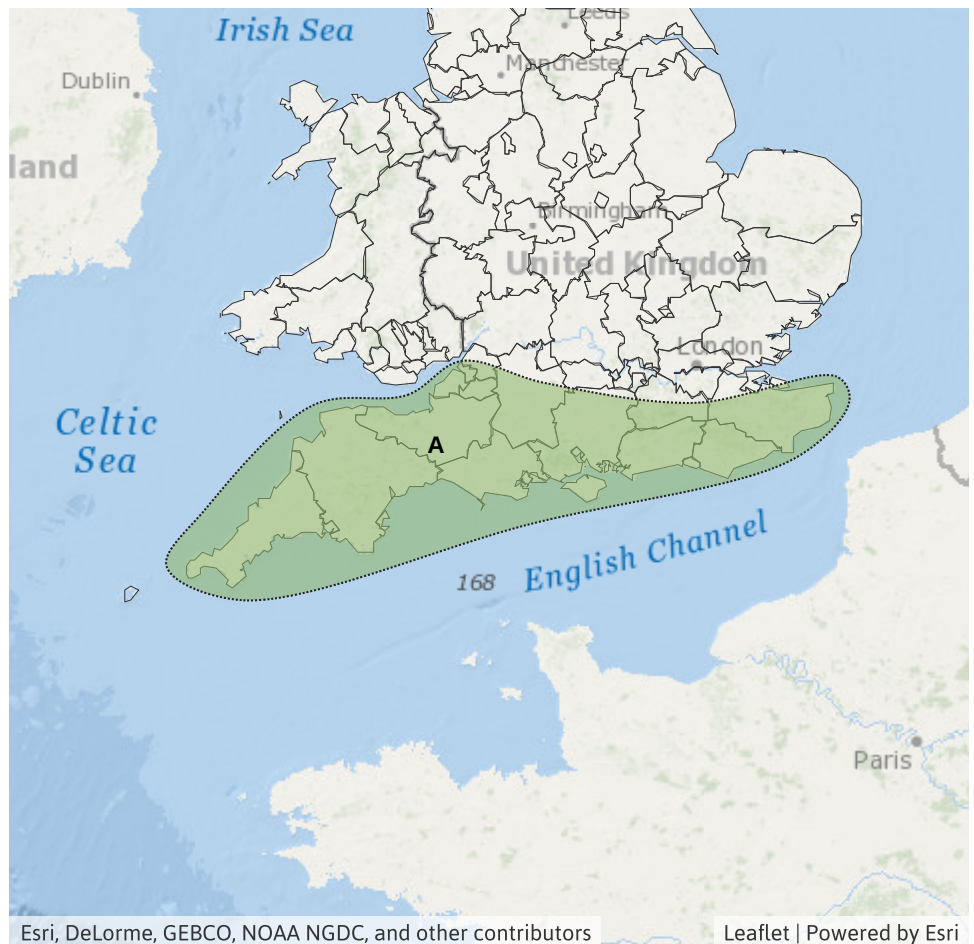 Leeds
Irish Sea
Manchester
Dublin
land
Birmingham
United Kingdom
London
Celtic
Sea
A
English Channel
168
Paris
Esri, DeLorme, GEBCO, NOAA NGDC, and other contributors
Leaflet | Powered by Esri